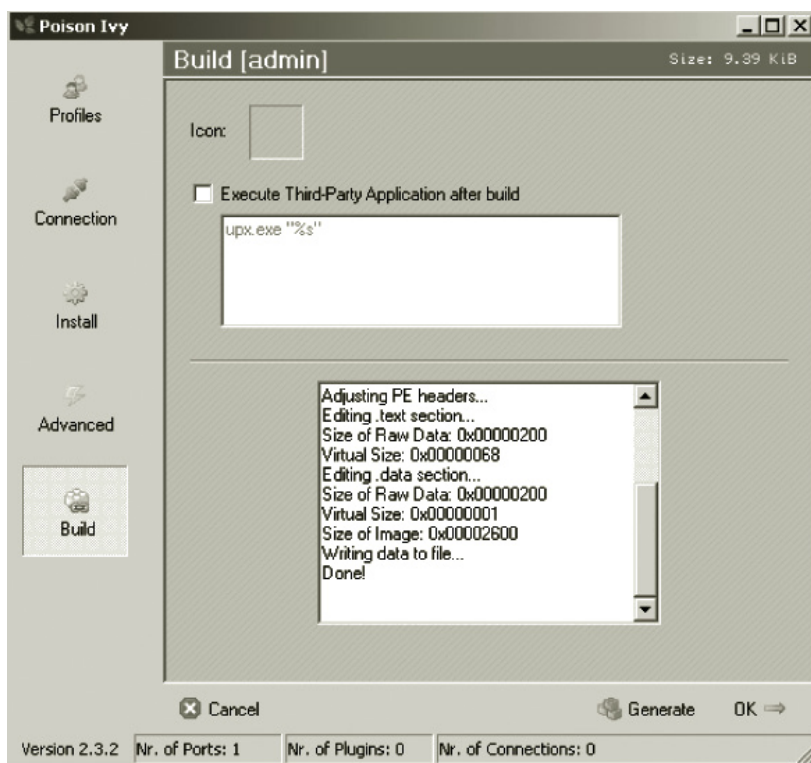 Poison Ivy
Build [admin]
Size: 9.39 KiB
Profiles
Connection
Install
Advanced
Build
Icon:
Execute Third-Party Application after build
upx.exe "%s"
Adjusting PE headers...
Editing .text section...
Size of Raw Data: 0x00000200
Virtual Size: 0x00000068
Editing .data section...
Size of Raw Data: 0x00000200
Virtual Size: 0x00000001
Size of Image: 0x00002600
Writing data to file...
Done!
Cancel
Generate
OK
Version 2.3.2
Nr. of Ports: 1
Nr. of Plugins: 0
Nr. of Connections: 0